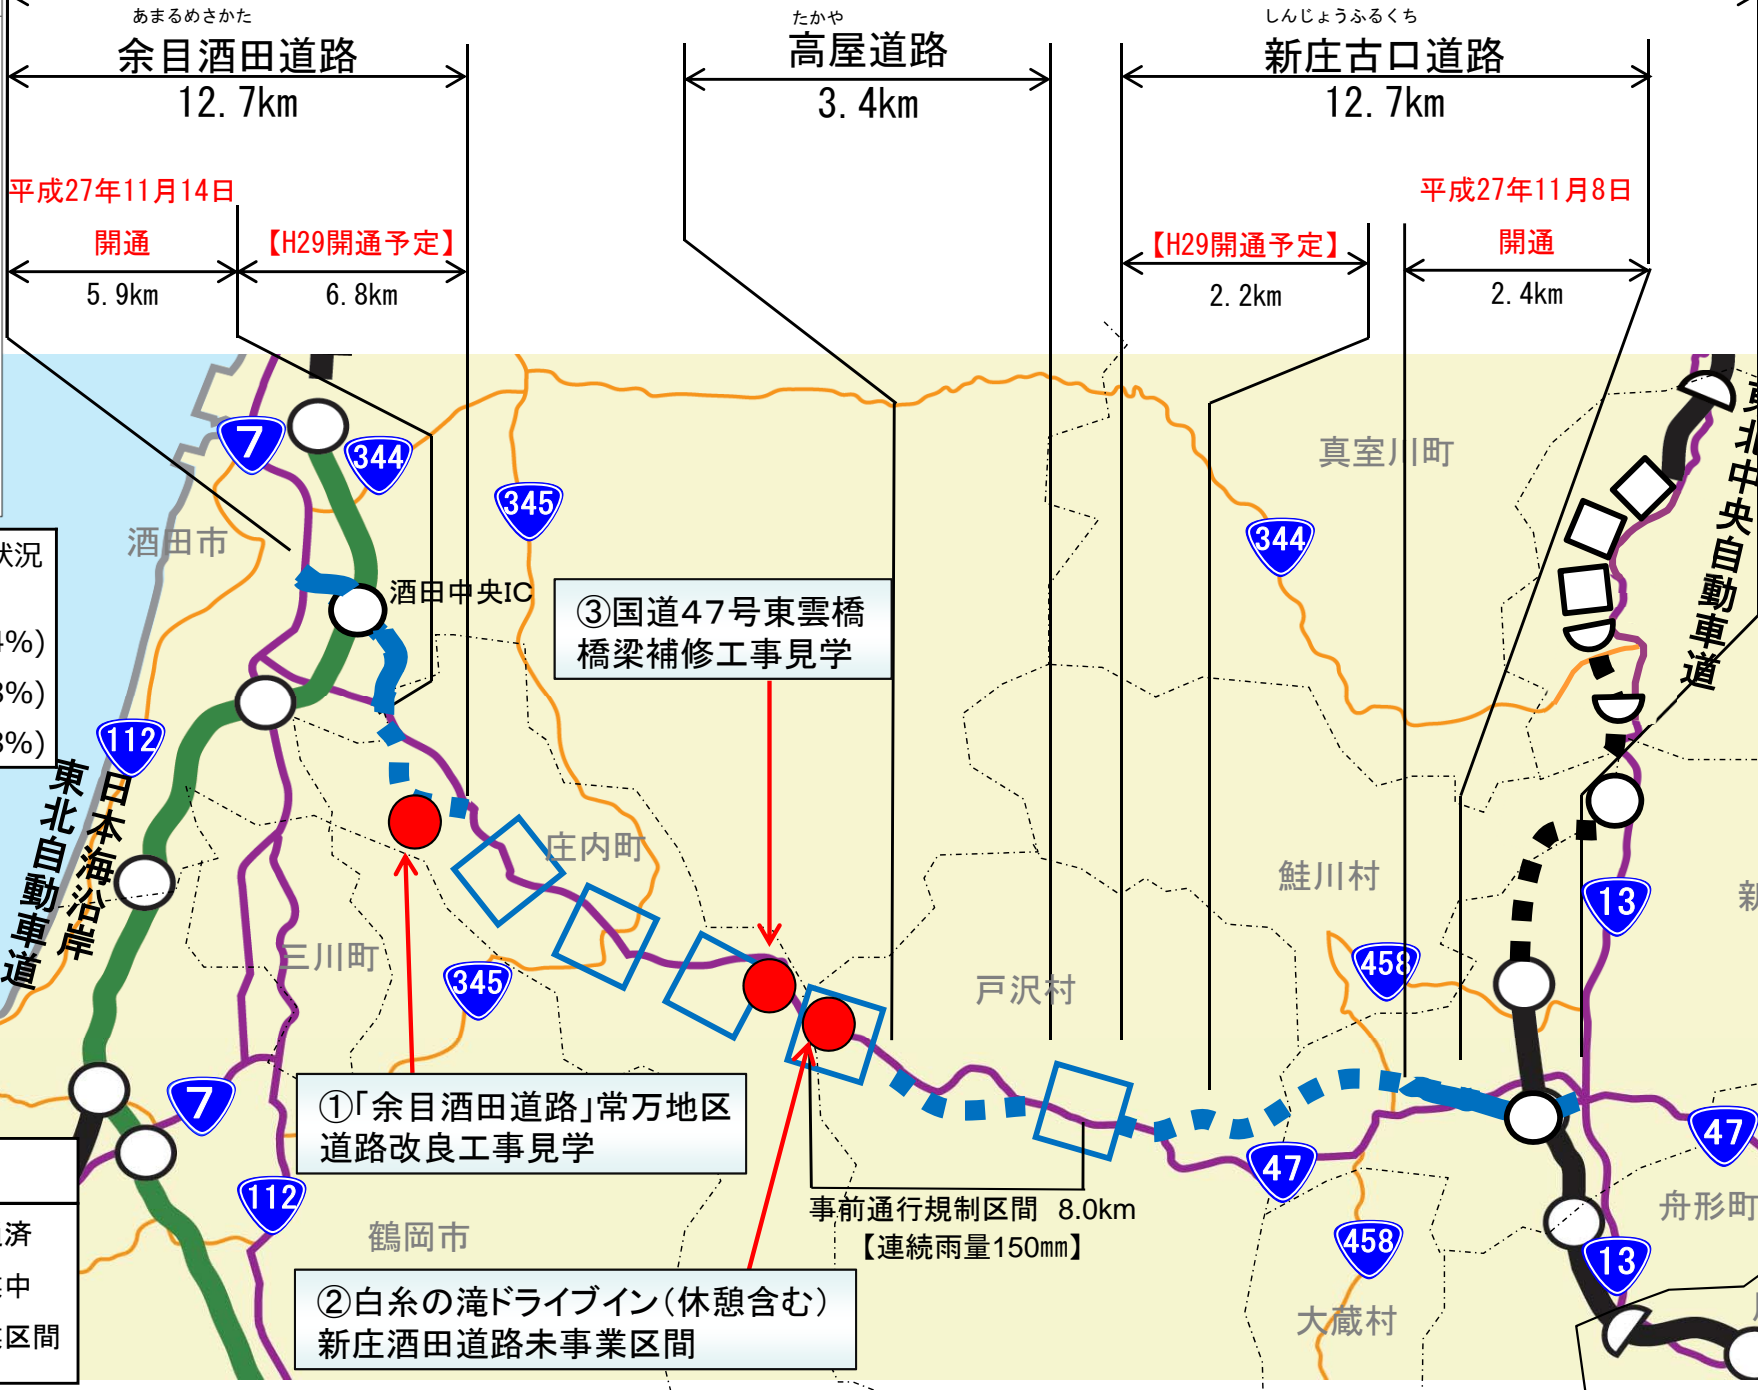 あまるめさかた
余目酒田道路
12.7km
たかや
高屋道路
3.4km
しんじょうふるくち
新庄古口道路
12.7km
平成27年11月14日
開通
5.9km
【H29開通予定】
6.8km
【H29開通予定】
2.2km
平成27年11月8日
開通
2.4km
7
344
345
酒田市
真室川町
344
東北中央自動車道
状況
4%)
3%)
3%)
酒田中央IC
③国道47号東雲橋
橋梁補修工事見学
112
日本海沿岸
東北自動車道
庄内町
鮭川村
13
新
三川町
345
戸沢村
458
7
①「余目酒田道路」常万地区
道路改良工事見学
47
47
112
事前通行規制区間 8.0km
【連続雨量150㎜】
鶴岡市
458
舟形町
13
大蔵村
②白糸の滝ドライブイン(休憩含む)
新庄酒田道路未事業区間
済
中
区間